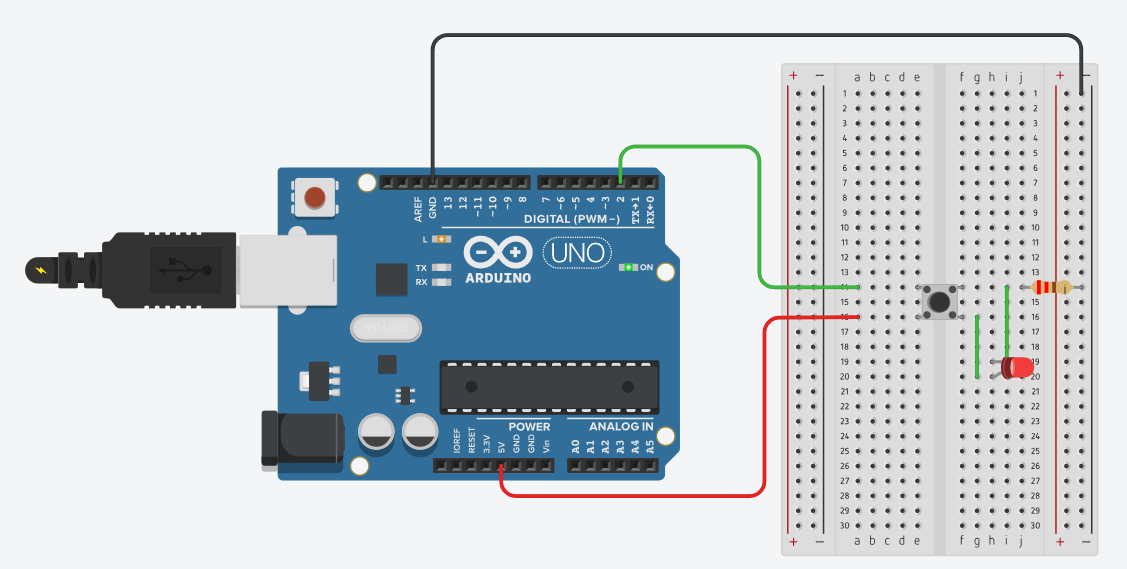 + − a b c d e f g h i j + −
1 1
2 2
3 3
4 4
5 5
6 6
7 7
8 8
9 9
10 10
11 11
12 12
13 13
14
15 15
16 16
17 17
18 18
19 19
20 20
21 21
22 22
23 23
24 24
25 25
26 26
27 27
28 28
29 29
30 30
+ − a b c d e f g h i j + −
AREF
GND
13
12
~11
~10
~9
8
7
~6
~5
4
~3
2
TX→1
RX←0
DIGITAL (PWM~)
L
TX
RX
UNO
ARDUINO
ON
POWER
ANALOG IN
IOREF
RESET
3.3V
5V
GND
GND
Vin
A0
A1
A2
A3
A4
A5